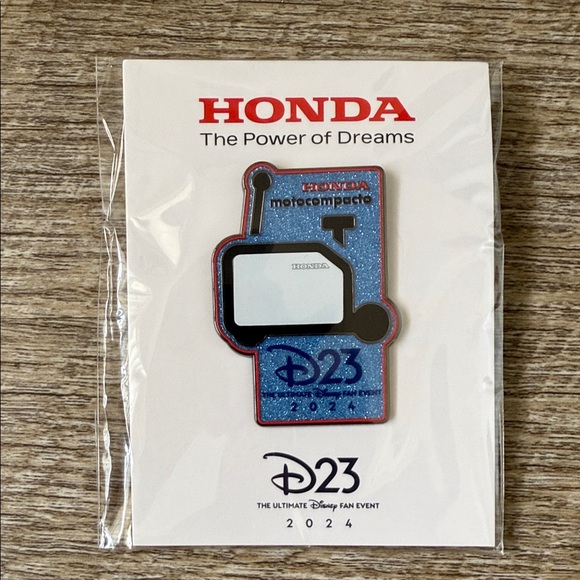 HONDA
The Power of Dreams
HONDA
motocompacto
HONDA
D23
THE ULTIMATE Disney FAN EVENT
2024
D23
THE ULTIMATE Disney FAN EVENT
2024